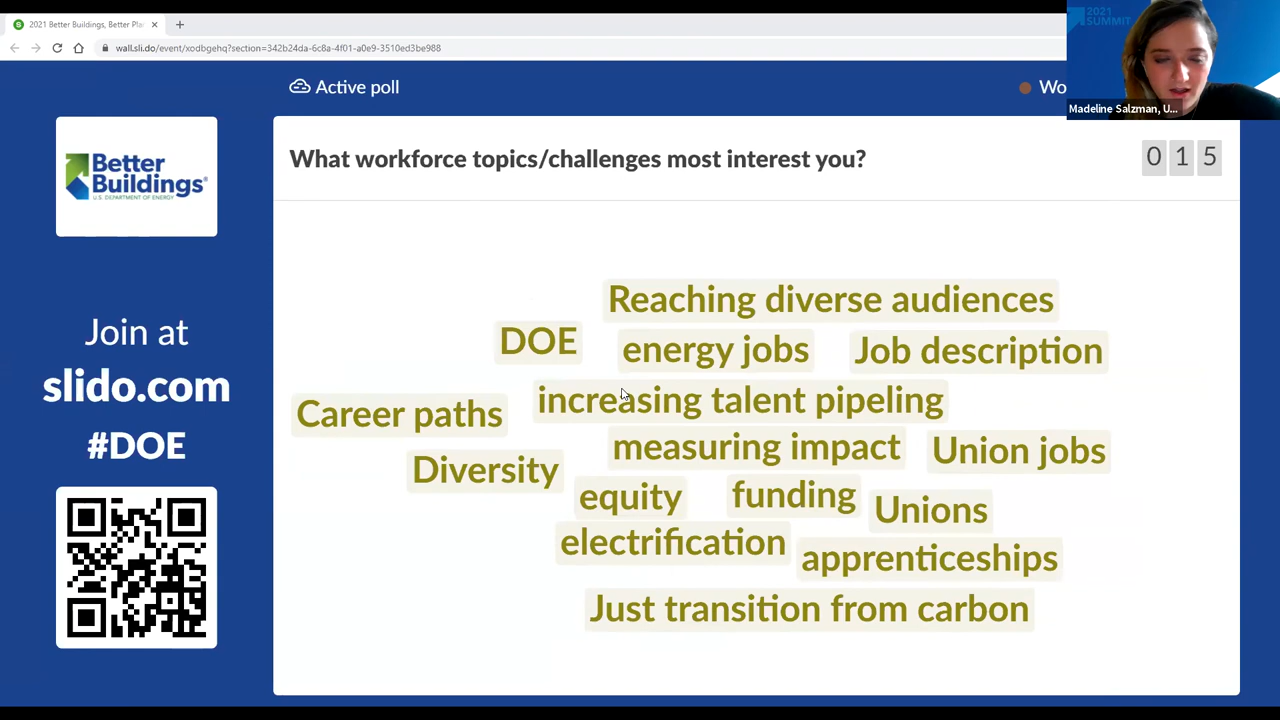 2021 Better Buildings, Better Pla
wall.sli.do/event/xodbgehq?section=342b24da-6c8a-4f01-a0e9-3510ed3be988
2021
SUMMIT
Madeline Salzman, U...
Active poll
Wo
Better
Buildings®
U.S. DEPARTMENT OF ENERGY
Join at
slido.com
#DOE
What workforce topics/challenges most interest you?
015
Reaching diverse audiences
DOE
energy jobs
Job description
increasing talent pipeling
Career paths
measuring impact
Union jobs
Diversity
equity
funding
Unions
electrification
apprenticeships
Just transition from carbon